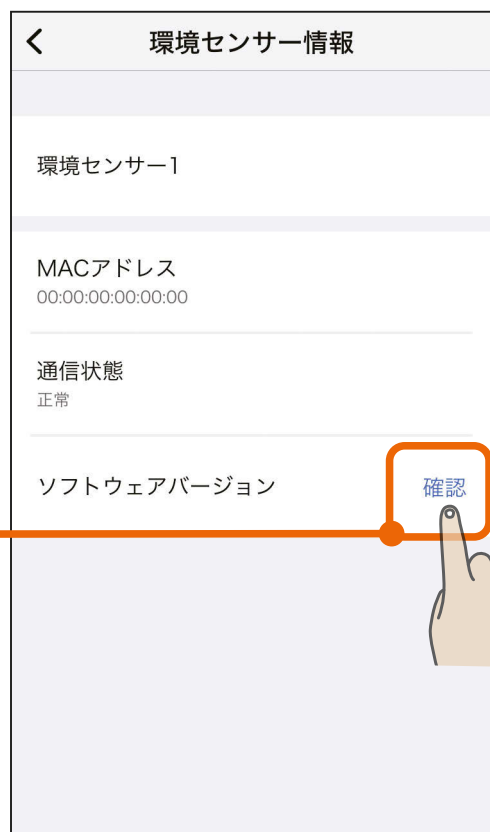 環境センサー情報
環境センサー1
MACアドレス
00:00:00:00:00:00
通信状態
正常
ソフトウェアバージョン 確認